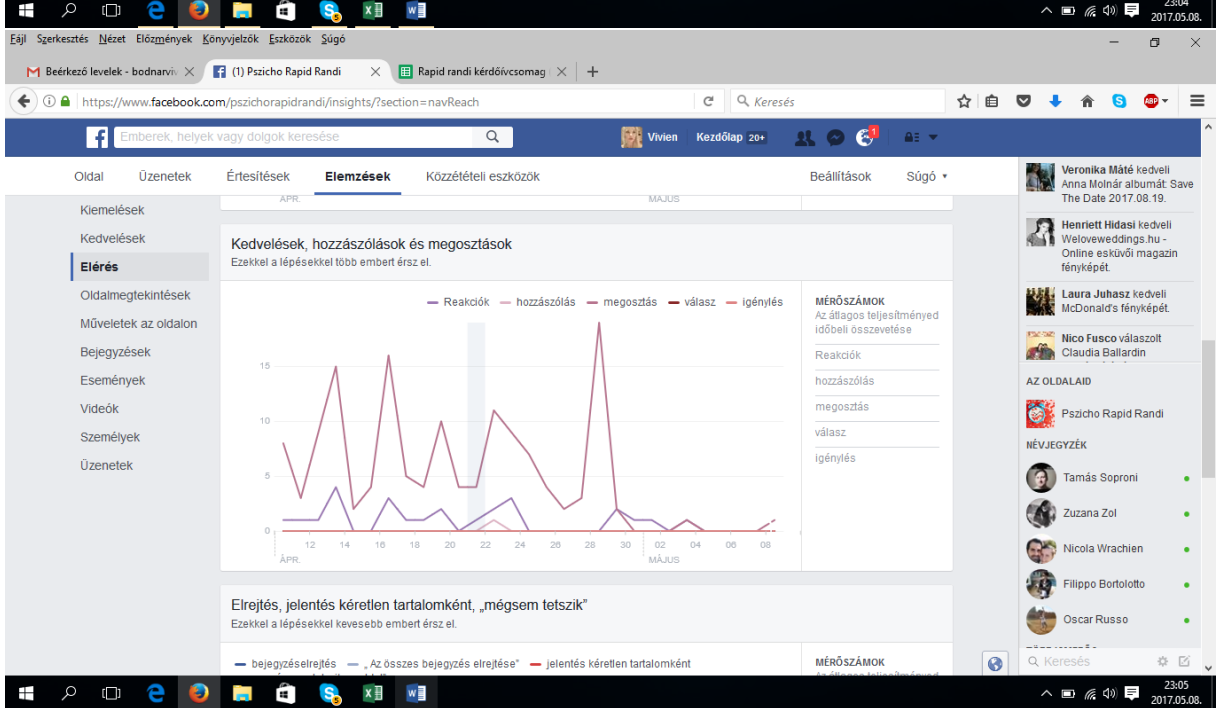 23:04
2017.05.08.
Fájl Szerkesztés Nézet Előzmények Könyvjelzők Eszközök Súgó
Beérkező levelek - bodnarviv
(1) Pszicho Rapid Randi
Rapid randi kérdőívcsomag
https://www.facebook.com/pszichorapidrandi/insights/?section=navReach
Keresés
ABP
Emberek, helyek vagy dolgok keresése
Vivien
Kezdőlap 20+
1
Oldal
Üzenetek
Értesítések
Elemzések
Közzétételi eszközök
Beállítások
Súgó
Kiemelések
Kedvelések
Elérés
Oldalmegtekintések
Műveletek az oldalon
Bejegyzések
Események
Videók
Személyek
Üzenetek
ÁPR.
MÁJUS
Kedvelések, hozzászólások és megosztások
Ezekkel a lépésekkel több embert érsz el.
Reakciók
hozzászólás
megosztás
válasz
igénylés
15
10
5
0
12 14 16 18 20 22 24 26 28 30 02 04 06 08
ÁPR.
MÁJUS
MÉRŐSZÁMOK
Az átlagos teljesítményed
időbeli összevetése
Reakciók
hozzászólás
megosztás
válasz
igénylés
Elrejtés, jelentés kéretlen tartalomként, „mégsem tetszik”
Ezekkel a lépésekkel kevesebb embert érsz el.
bejegyzéselrejtés
„Az összes bejegyzés elrejtése”
jelentés kéretlen tartalomként
MÉRŐSZÁMOK
Veronika Máté kedveli
Anna Molnár albumát: Save
The Date 2017.08.19.
Henriett Hidasi kedveli
Weloveweddings.hu -
Online esküvői magazin
fényképét.
Laura Juhasz kedveli
McDonald's fényképét.
Nico Fusco válaszolt
Claudia Ballardin
AZ OLDALAID
Pszicho Rapid Randi
NÉVJEGYZÉK
Tamás Soproni
Zuzana Zol
Nicola Wrachien
Filippo Bortolotto
Oscar Russo
Keresés
23:05
2017.05.08.